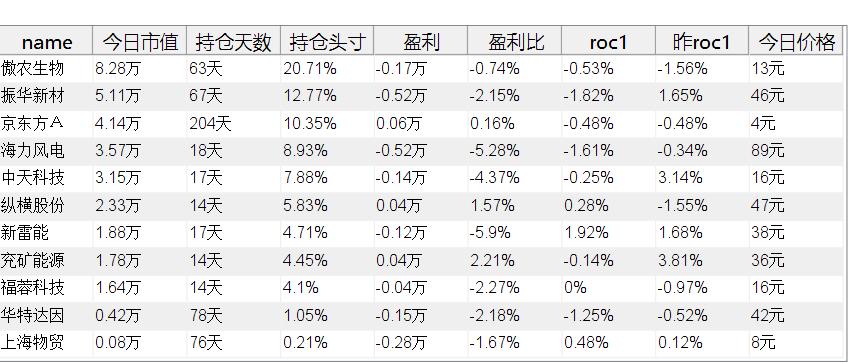 name 今日市值 持仓天数 持仓头寸 盈利 盈利比 roc1 昨roc1 今日价格
傲农生物 8.28万 63天 20.71% -0.17万 -0.74% -0.53% -1.56% 13元
振华新材 5.11万 67天 12.77% -0.52万 -2.15% -1.82% 1.65% 46元
京东方Ａ 4.14万 204天 10.35% 0.06万 0.16% -0.48% -0.48% 4元
海力风电 3.57万 18天 8.93% -0.52万 -5.28% -1.61% -0.34% 89元
中天科技 3.15万 17天 7.88% -0.14万 -4.37% -0.25% 3.14% 16元
纵横股份 2.33万 14天 5.83% 0.04万 1.57% 0.28% -1.55% 47元
新雷能 1.88万 17天 4.71% -0.12万 -5.9% 1.92% 1.68% 38元
兖矿能源 1.78万 14天 4.45% 0.04万 2.21% -0.14% 3.81% 36元
福蓉科技 1.64万 14天 4.1% -0.04万 -2.27% 0% -0.97% 16元
华特达因 0.42万 78天 1.05% -0.15万 -2.18% -1.25% -0.52% 42元
上海物贸 0.08万 76天 0.21% -0.28万 -1.67% 0.48% 0.12% 8元